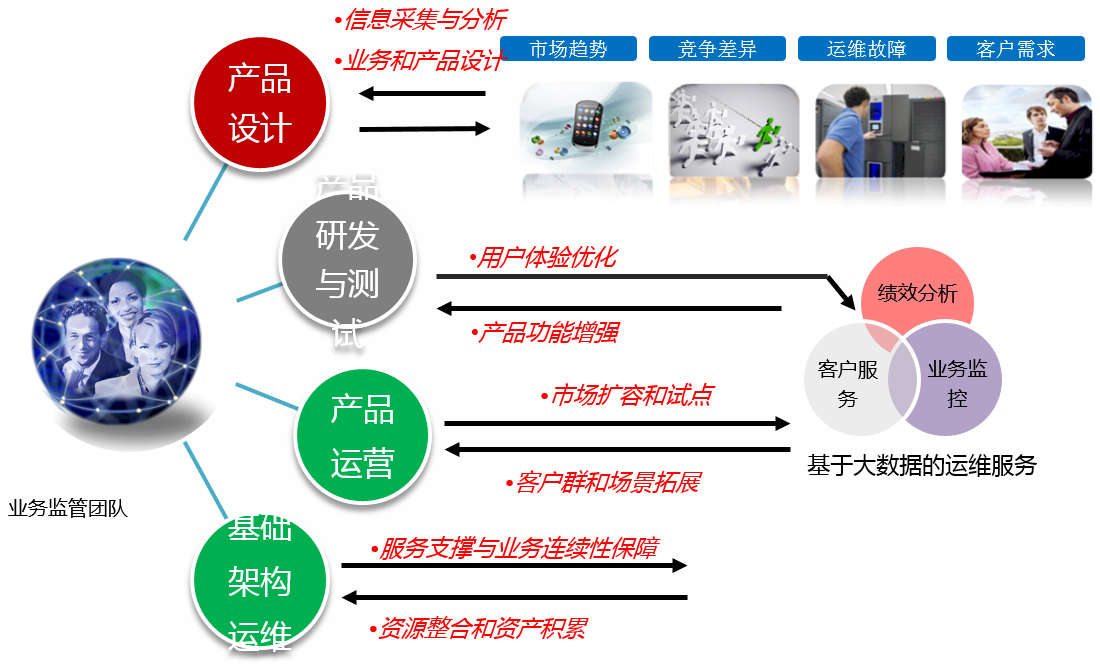 •信息采集与分析
•业务和产品设计
市场趋势
竞争差异
运维故障
客户需求
产品
设计
产品
研发
与测
试
•用户体验优化
•产品功能增强
绩效分析
客户服
务
业务监
控
基于大数据的运维服务
产品
运营
•市场扩容和试点
•客户群和场景拓展
业务监管团队
基础
架构
运维
•服务支撑与业务连续性保障
•资源整合和资产积累